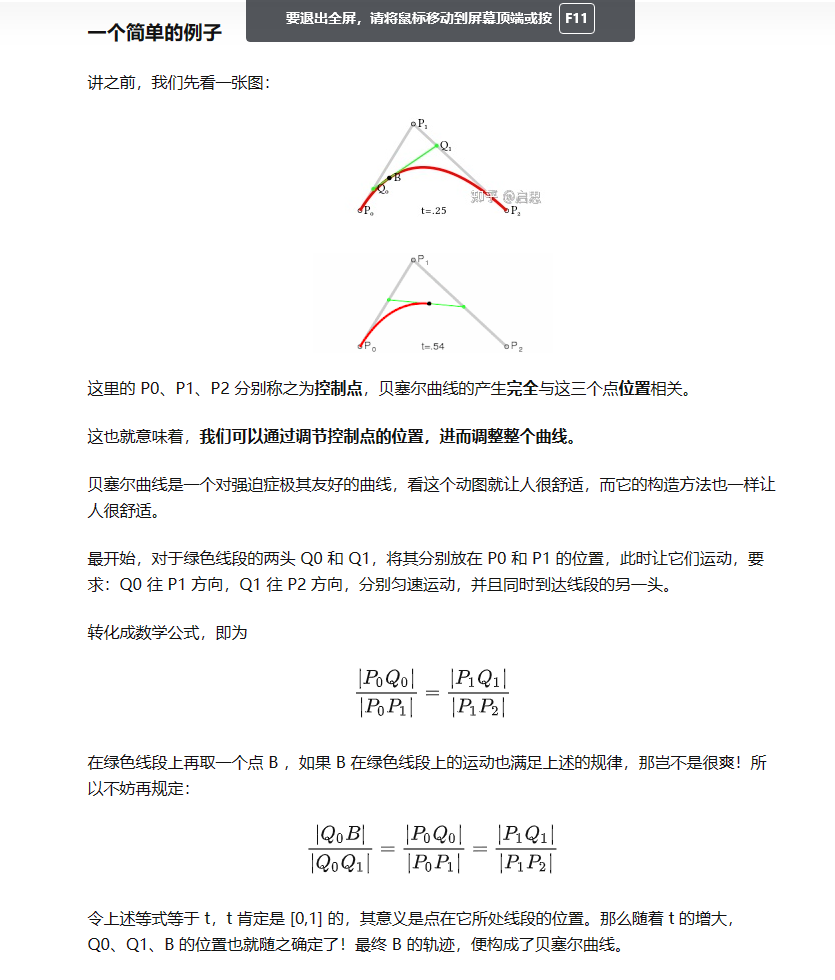 要退出全屏，请将鼠标移动到屏幕顶端或按 F11
一个简单的例子
讲之前，我们先看一张图：
P₁
Q₁
B
Q₀
知乎 @启思
P₀
t=.25
P₂
P₁
P₀
t=.54
P₂
这里的 P0、P1、P2 分别称之为控制点，贝塞尔曲线的产生完全与这三个点位置相关。
这也就意味着，我们可以通过调节控制点的位置，进而调整整个曲线。
贝塞尔曲线是一个对强迫症极其友好的曲线，看这个动图就让人很舒适，而它的构造方法也一样让
人很舒适。
最开始，对于绿色线段的两头 Q0 和 Q1，将其分别放在 P0 和 P1 的位置，此时让它们运动，要
求：Q0 往 P1 方向，Q1 往 P2 方向，分别匀速运动，并且同时到达线段的另一头。
转化成数学公式，即为
|P₀Q₀| / |P₀P₁| = |P₁Q₁| / |P₁P₂|
在绿色线段上再取一个点 B ，如果 B 在绿色线段上的运动也满足上述的规律，那岂不是很爽！所
以不妨再规定：
|Q₀B| / |Q₀Q₁| = |P₀Q₀| / |P₀P₁| = |P₁Q₁| / |P₁P₂|
令上述等式等于 t，t 肯定是 [0,1] 的，其意义是点在它所处线段的位置。那么随着 t 的增大，
Q0、Q1、B 的位置也就随之确定了！最终 B 的轨迹，便构成了贝塞尔曲线。